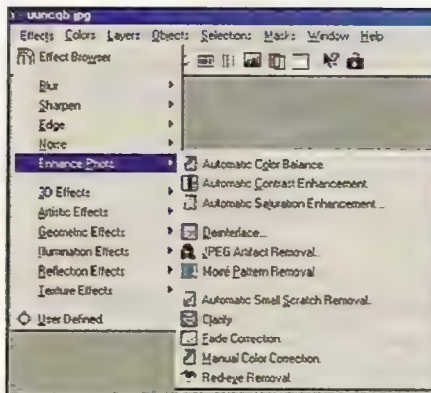 uuncqb.jpg
Effects Colors Layers Objects Selections Masks Window Help
Effect Browser
Blur
Sharpen
Edge
Noise
Enhance Photo
3D Effects
Artistic Effects
Geometric Effects
Illumination Effects
Reflection Effects
Texture Effects
User Defined
Automatic Color Balance
Automatic Contrast Enhancement
Automatic Saturation Enhancement...
Deinterlace...
JPEG Artifact Removal...
Moiré Pattern Removal
Automatic Small Scratch Removal...
Clarify
Fade Correction
Manual Color Correction
Red-eye Removal